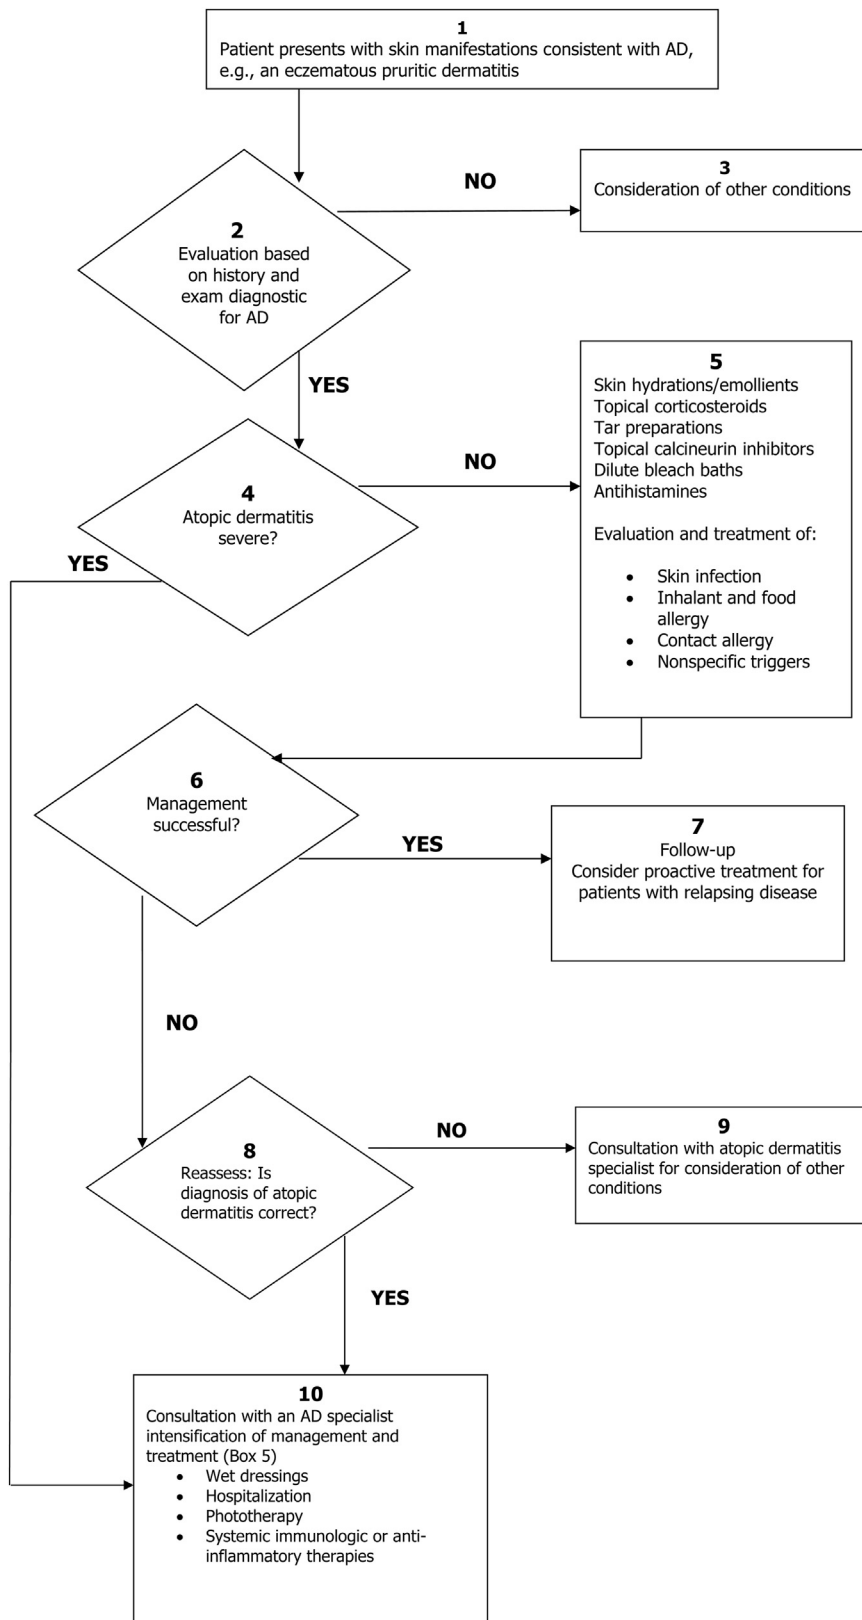 1
Patient presents with skin manifestations consistent with AD,
e.g., an eczematous pruritic dermatitis
NO
3
Consideration of other conditions
2
Evaluation based
on history and
exam diagnostic
for AD
YES
5
Skin hydrations/emollients
Topical corticosteroids
Tar preparations
Topical calcineurin inhibitors
Dilute bleach baths
Antihistamines
Evaluation and treatment of:
• Skin infection
• Inhalant and food
allergy
• Contact allergy
• Nonspecific triggers
NO
4
Atopic dermatitis
severe?
YES
6
Management
successful?
YES
7
Follow-up
Consider proactive treatment for
patients with relapsing disease
NO
8
Reassess: Is
diagnosis of atopic
dermatitis correct?
NO
9
Consultation with atopic dermatitis
specialist for consideration of other
conditions
YES
10
Consultation with an AD specialist
intensification of management and
treatment (Box 5)
• Wet dressings
• Hospitalization
• Phototherapy
• Systemic immunologic or anti-
inflammatory therapies